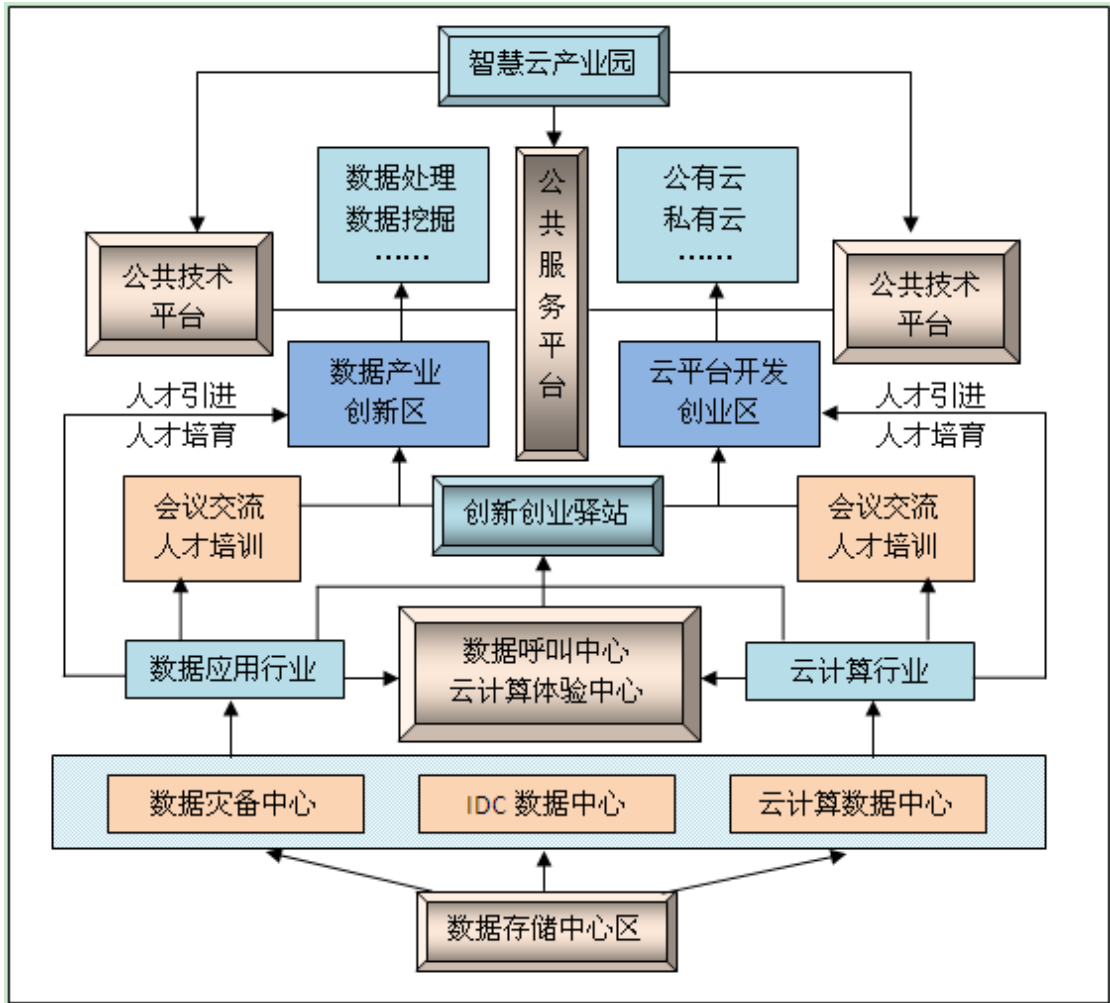 智慧云产业园
数据处理
数据挖掘
……
公共服务平台
公有云
私有云
……
公共技术
平台
公共技术
平台
数据产业
创新区
云平台开发
创业区
人才引进
人才培育
人才引进
人才培育
会议交流
人才培训
创新创业驿站
会议交流
人才培训
数据应用行业
数据呼叫中心
云计算体验中心
云计算行业
数据灾备中心
IDC 数据中心
云计算数据中心
数据存储中心区